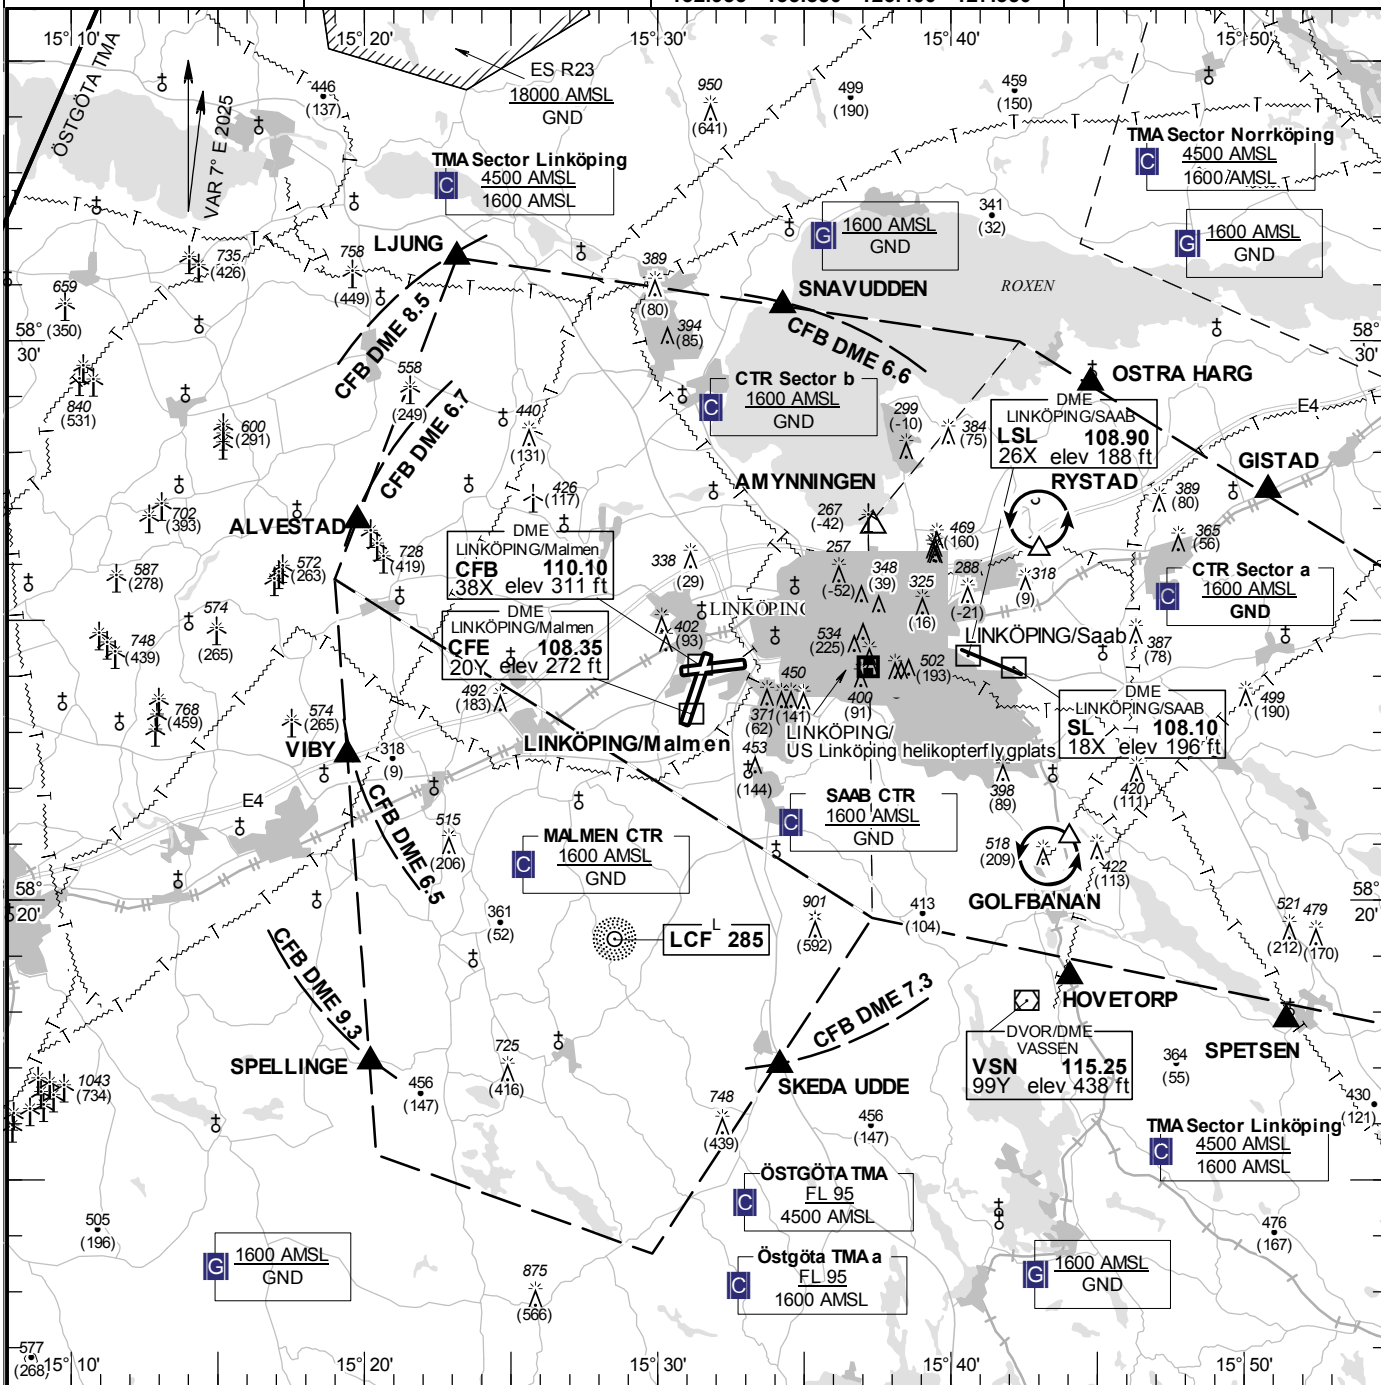 15°10'
15°20'
15°30'
15°40'
15°50'
ÖSTGÖTA TMA
VAR 7° E 2025
446
(137)
ES R23
18000 AMSL
GND
950
(641)
499
(190)
459
(150)
TMA Sector Linköping
C
4500 AMSL
1600 AMSL
TMA Sector Norrköping
C
4500 AMSL
1600 AMSL
341
(32)
G
1600 AMSL
GND
G
1600 AMSL
GND
LJUNG
735
(426)
758
(449)
389
(80)
SNAVUDDEN
ROXEN
659
(350)
394
(85)
CFB DME 8.5
CFB DME 6.6
58°
30'
58°
30'
840
(531)
558
(249)
CFB DME 6.7
CTR Sector b
C
1600 AMSL
GND
OSTRA HARG
E4
600
(291)
440
(131)
299
(-10)
384
(75)
DME
LINKÖPING/SAAB
LSL 108.90
26X elev 188 ft
GISTAD
702
(393)
426
(117)
AMYNNINGEN
RYSTAD
389
(80)
ALVESTAD
267
(-42)
469
(160)
365
(56)
587
(278)
572
(263)
728
(419)
DME
LINKÖPING/Malmen
CFB 110.10
38X elev 311 ft
338
(29)
257
(-52)
348
(39)
325
(16)
288
(-21)
318
(9)
CTR Sector a
C
1600 AMSL
GND
748
(439)
574
(265)
DME
LINKÖPING/Malmen
CFE 108.35
20Y elev 272 ft
402
(93)
LINKÖPING
534
(225)
LINKÖPING/Saab
387
(78)
768
(459)
574
(265)
492
(183)
371
(62)
450
(141)
400
(91)
502
(193)
DME
LINKÖPING/SAAB
SL 108.10
18X elev 196 ft
499
(190)
VIBY
318
(9)
LINKÖPING/Malmen
453
(144)
LINKÖPING/
US Linköping helikopterflygplats
398
(89)
420
(111)
E4
CFB DME 6.5
515
(206)
MALMEN CTR
C
1600 AMSL
GND
SAAB CTR
C
1600 AMSL
GND
518
(209)
422
(113)
GOLFBANAN
58°
20'
58°
20'
361
(52)
L
LCF 285
901
(592)
413
(104)
521
(212)
479
(170)
CFB DME 9.3
CFB DME 7.3
HOVETORP
SPETSEN
SPELLINGE
725
(416)
456
(147)
SKEDA UDDE
DVOR/DME
VASSEN
VSN 115.25
99Y elev 438 ft
364
(55)
1043
(734)
748
(439)
456
(147)
430
(121)
TMA Sector Linköping
C
4500 AMSL
1600 AMSL
ÖSTGÖTA TMA
C
FL 95
4500 AMSL
505
(196)
476
(167)
G
1600 AMSL
GND
Östgöta TMA a
C
FL 95
1600 AMSL
G
1600 AMSL
GND
875
(566)
577
(268)
15°10'
15°20'
15°30'
15°40'
15°50'